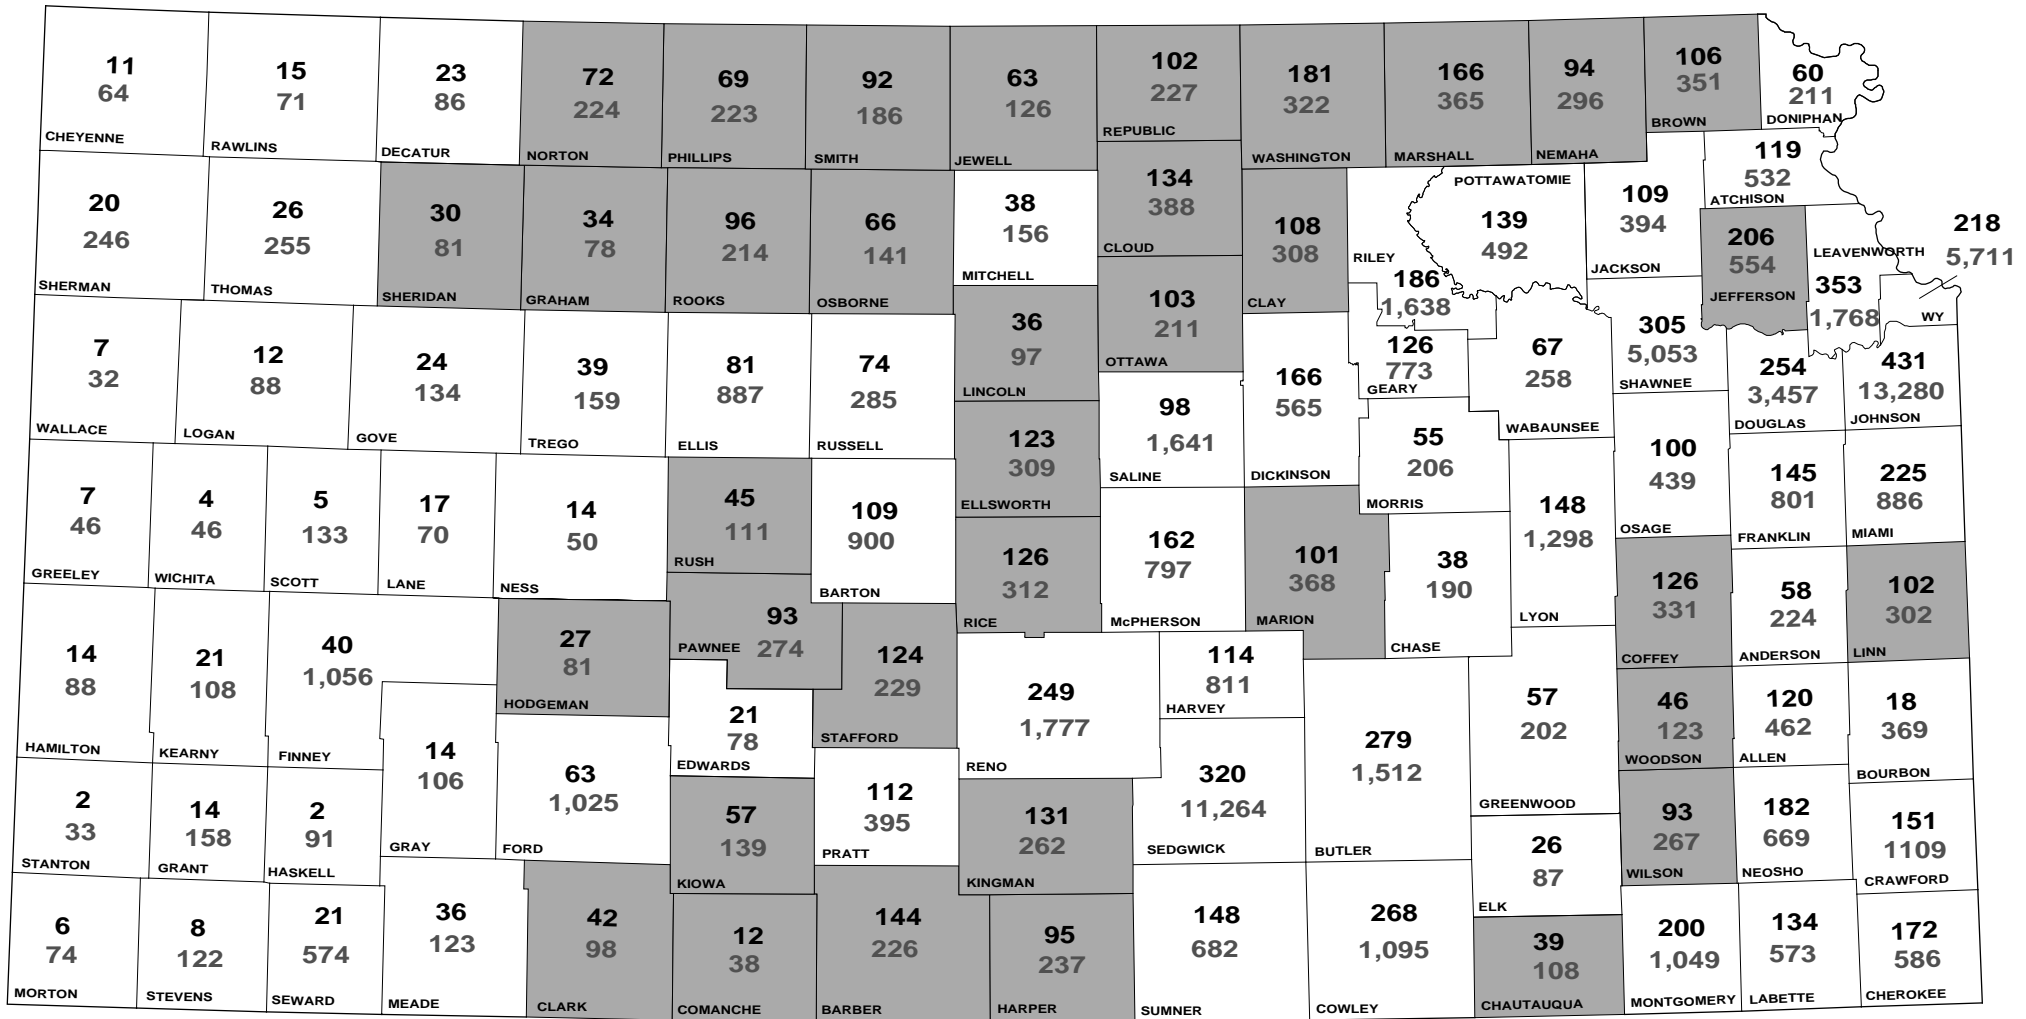 11
64
CHEYENNE
15
71
RAWLINS
23
86
DECATUR
72
224
NORTON
69
223
PHILLIPS
92
186
SMITH
63
126
JEWELL
102
227
REPUBLIC
181
322
WASHINGTON
166
365
MARSHALL
94
296
NEMAHA
106
351
BROWN
60
211
DONIPHAN
20
246
SHERMAN
26
255
THOMAS
30
81
SHERIDAN
34
78
GRAHAM
96
214
ROOKS
66
141
OSBORNE
38
156
MITCHELL
134
388
CLOUD
108
308
CLAY
RILEY
186
1,638
POTTAWATOMIE
139
492
109
394
JACKSON
119
532
ATCHISON
206
554
JEFFERSON
LEAVENWORTH
353
1,768
218
5,711
WY
7
32
WALLACE
12
88
LOGAN
24
134
GOVE
39
159
TREGO
81
887
ELLIS
74
285
RUSSELL
36
97
LINCOLN
103
211
OTTAWA
98
1,641
SALINE
166
565
DICKINSON
126
773
GEARY
67
258
WABAUNSEE
305
5,053
SHAWNEE
254
3,457
DOUGLAS
431
13,280
JOHNSON
7
46
GREELEY
4
46
WICHITA
5
133
SCOTT
17
70
LANE
14
50
NESS
45
111
RUSH
109
900
BARTON
123
309
ELLSWORTH
126
312
RICE
162
797
McPHERSON
101
368
MARION
55
206
MORRIS
38
190
CHASE
148
1,298
LYON
100
439
OSAGE
145
801
FRANKLIN
225
886
MIAMI
126
331
COFFEY
58
224
ANDERSON
102
302
LINN
14
88
HAMILTON
21
108
KEARNY
40
1,056
FINNEY
27
81
HODGEMAN
93
PAWNEE 274
124
229
STAFFORD
21
78
EDWARDS
249
1,777
RENO
114
811
HARVEY
279
1,512
BUTLER
57
202
GREENWOOD
46
123
WOODSON
120
462
ALLEN
18
369
BOURBON
2
33
STANTON
14
158
GRANT
2
91
HASKELL
14
106
GRAY
63
1,025
FORD
57
139
KIOWA
112
395
PRATT
131
262
KINGMAN
320
11,264
SEDGWICK
26
87
ELK
93
267
WILSON
182
669
NEOSHO
151
1109
CRAWFORD
6
74
MORTON
8
122
STEVENS
21
574
SEWARD
36
123
MEADE
42
98
CLARK
12
38
COMANCHE
144
226
BARBER
95
237
HARPER
148
682
SUMNER
268
1,095
COWLEY
39
108
CHAUTAUQUA
200
1,049
MONTGOMERY
134
573
LABETTE
172
586
CHEROKEE